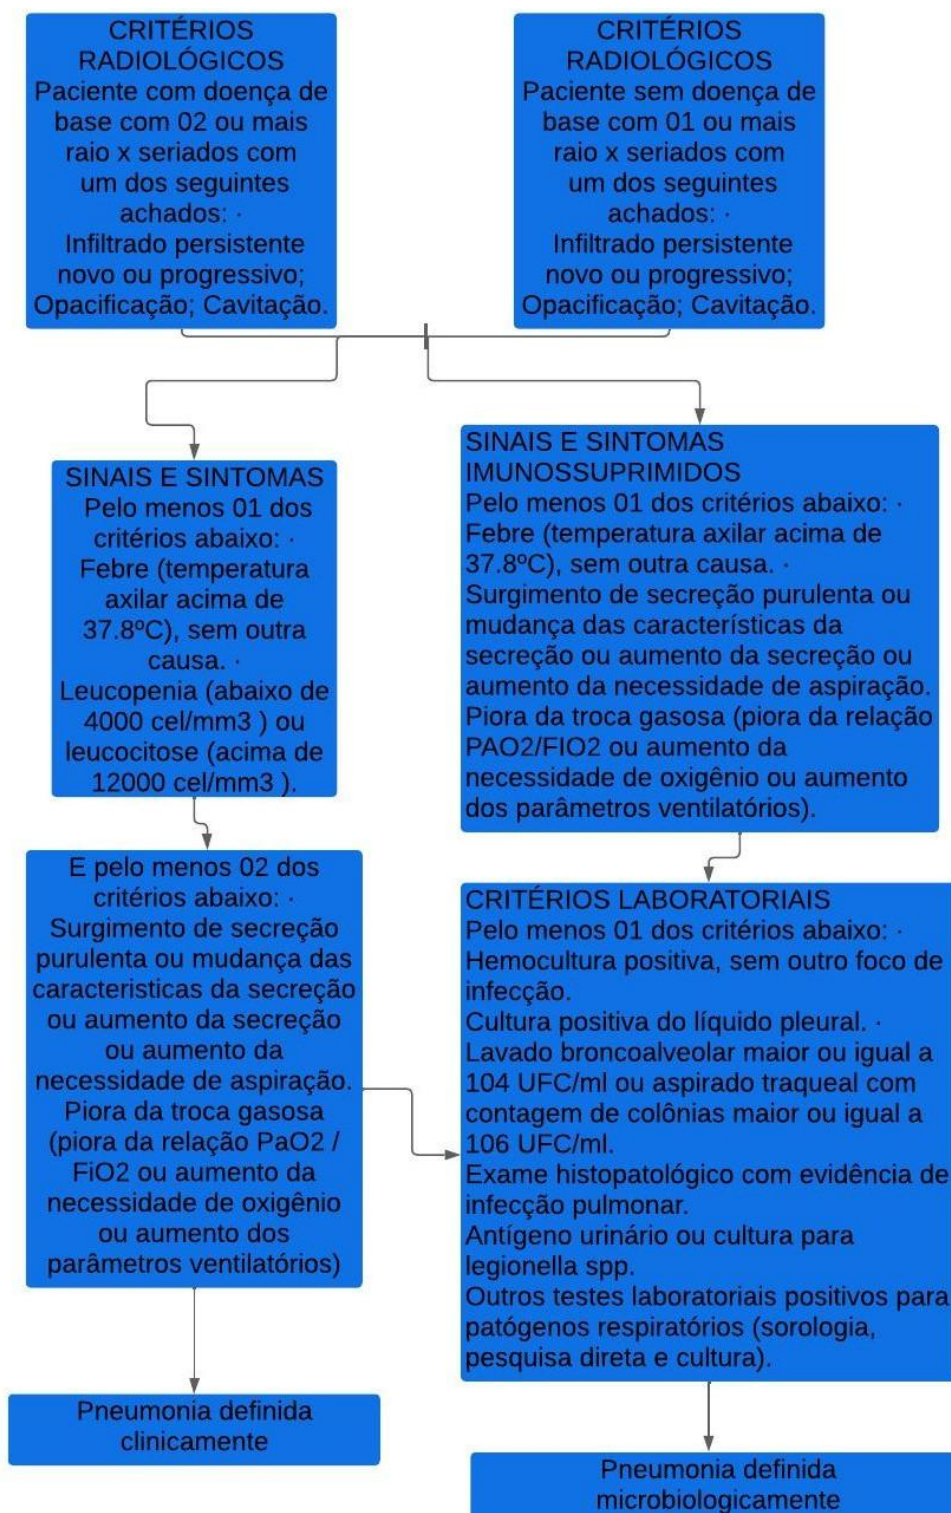 CRITÉRIOS
RADIOLÓGICOS
Paciente com doença de
base com 02 ou mais
raio x seriados com
um dos seguintes
achados: ·
Infiltrado persistente
novo ou progressivo;
Opacificação; Cavitação.
CRITÉRIOS
RADIOLÓGICOS
Paciente sem doença de
base com 01 ou mais
raio x seriados com
um dos seguintes
achados: ·
Infiltrado persistente
novo ou progressivo;
Opacificação; Cavitação.
SINAIS E SINTOMAS
Pelo menos 01 dos
critérios abaixo: ·
Febre (temperatura
axilar acima de
37.8ºC), sem outra
causa. ·
Leucopenia (abaixo de
4000 cel/mm3 ) ou
leucocitose (acima de
12000 cel/mm3 ).
SINAIS E SINTOMAS
IMUNOSSUPRIMIDOS
Pelo menos 01 dos critérios abaixo: ·
Febre (temperatura axilar acima de
37.8ºC), sem outra causa. ·
Surgimento de secreção purulenta ou
mudança das características da
secreção ou aumento da secreção ou
aumento da necessidade de aspiração.
Piora da troca gasosa (piora da relação
PAO2/FIO2 ou aumento da
necessidade de oxigênio ou aumento
dos parâmetros ventilatórios).
E pelo menos 02 dos
critérios abaixo: ·
Surgimento de secreção
purulenta ou mudança das
caracteristicas da secreção
ou aumento da secreção
ou aumento da
necessidade de aspiração.
Piora da troca gasosa
(piora da relação PaO2 /
FiO2 ou aumento da
necessidade de oxigênio
ou aumento dos
parâmetros ventilatórios)
CRITÉRIOS LABORATORIAIS
Pelo menos 01 dos critérios abaixo: ·
Hemocultura positiva, sem outro foco de
infecção.
Cultura positiva do líquido pleural. ·
Lavado broncoalveolar maior ou igual a
104 UFC/ml ou aspirado traqueal com
contagem de colônias maior ou igual a
106 UFC/ml.
Exame histopatológico com evidência de
infecção pulmonar.
Antígeno urinário ou cultura para
legionella spp.
Outros testes laboratoriais positivos para
patógenos respiratórios (sorologia,
pesquisa direta e cultura).
Pneumonia definida
clinicamente
Pneumonia definida
microbiologicamente